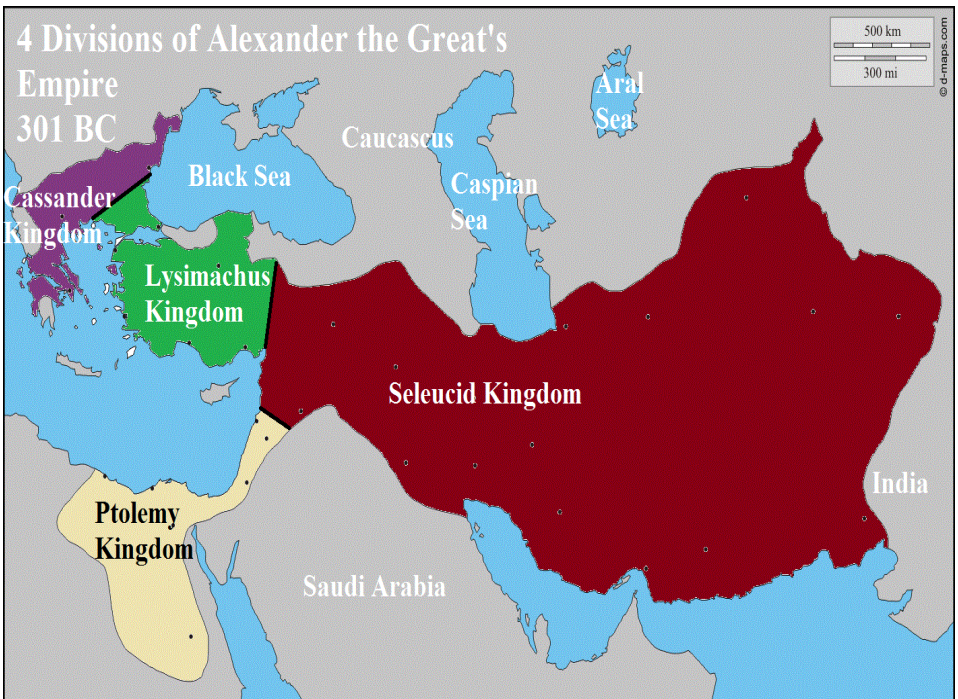 4 Divisions of Alexander the Great's
Empire
301 BC
500 km
300 mi
© d-maps.com
Aral
Sea
Caucasus
Black Sea
Caspian
Sea
Cassander
Kingdom
Lysimachus
Kingdom
Seleucid Kingdom
India
Ptolemy
Kingdom
Saudi Arabia